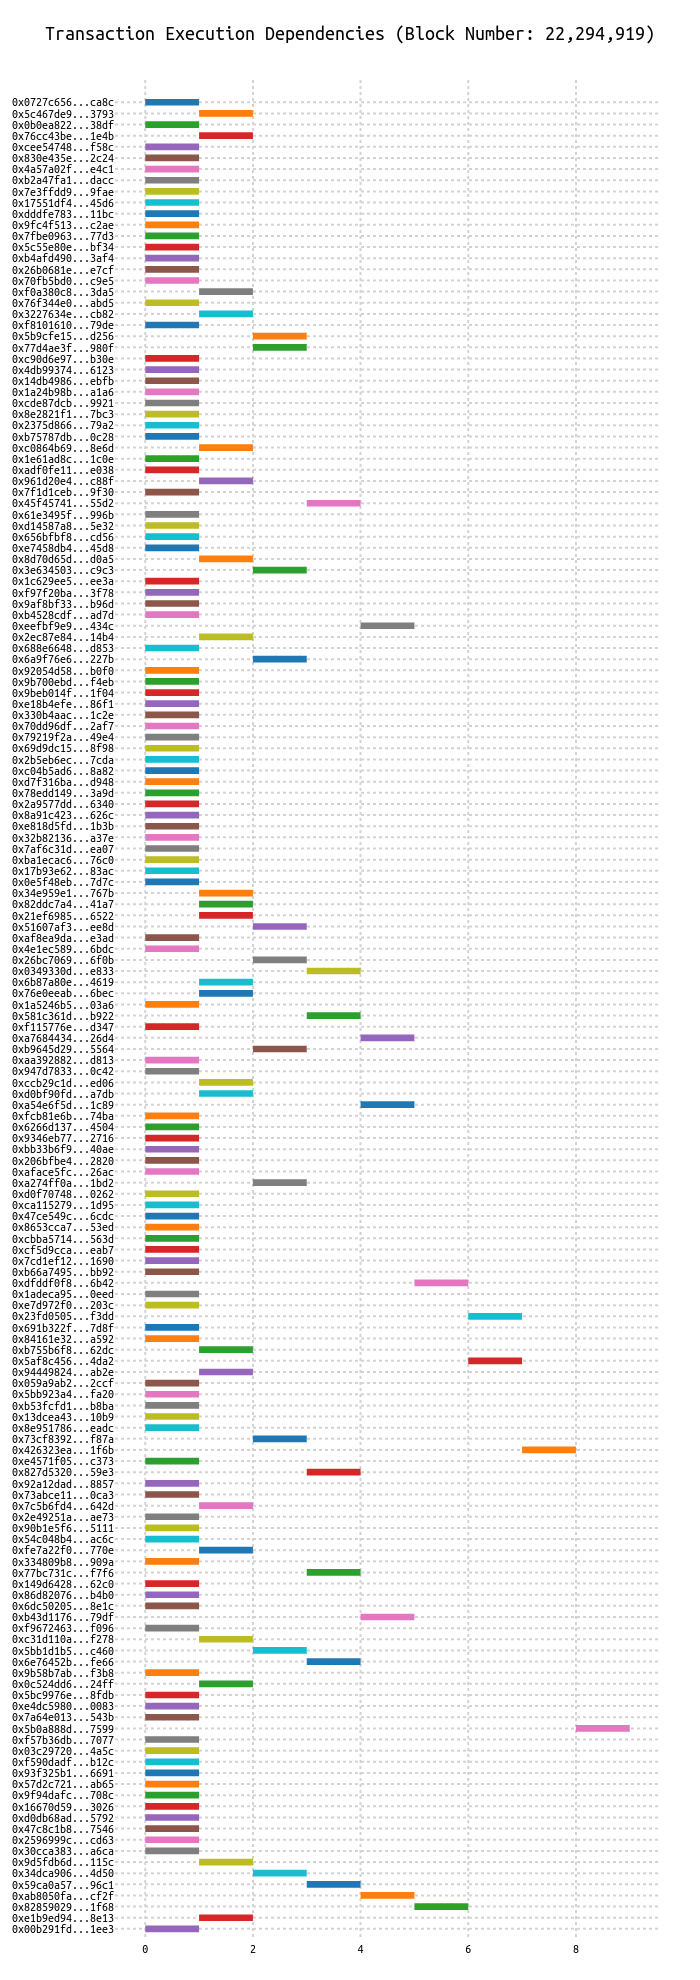 Transaction Execution Dependencies (Block Number: 22,294,919)
0x0727c656...ca8c
0x5c467de9...3793
0x0b0ea822...38df
0x76cc43be...1e4b
0xcee54748...f58c
0x830e435e...2c24
0x4a57a02f...e4c1
0xb2a47fa1...dacc
0x7e3ffdd9...9fae
0x17551df4...45d6
0xdddfe783...11bc
0x9fc4f513...c2ae
0x7fbe0963...77d3
0x5c55e80e...bf34
0xb4afd490...3af4
0x26b0681e...e7cf
0x70fb5bd0...c9e5
0xf0a380c8...3da5
0x76f344e0...abd5
0x3227634e...cb82
0xf8101610...79de
0x5b9cfe15...d256
0x77d4ae3f...980f
0xc90d6e97...b30e
0x4db99374...6123
0x14db4986...ebfb
0x1a24b98b...a1a6
0xcde87dcb...9921
0x8e2821f1...7bc3
0x2375d866...79a2
0xb75787db...0c28
0xc0864b69...8e6d
0x1e61ad8c...1c0e
0xadf0fe11...e038
0x961d20e4...c88f
0x7f1d1ceb...9f30
0x45f45741...55d2
0x61e3495f...996b
0xd14587a8...5e32
0x656bfbf8...cd56
0xe7458db4...45d8
0x8d70d65d...d0a5
0x3e634503...c9c3
0x1c629ee5...ee3a
0xf97f20ba...3f78
0x9af8bf33...b96d
0xb4528cdf...ad7d
0xeefbf9e9...434c
0x2ec87e84...14b4
0x688e6648...d853
0x6a9f76e6...227b
0x92054d58...b0f0
0x9b700ebd...f4eb
0x9beb014f...1f04
0xe18b4efe...86f1
0x330b4aac...1c2e
0x70dd96df...2af7
0x79219f2a...49e4
0x69d9dc15...8f98
0x2b5eb6ec...7cda
0xc04b5ad6...8a82
0xd7f316ba...d948
0x78edd149...3a9d
0x2a9577dd...6340
0x8a91c423...626c
0xe818d5fd...1b3b
0x32b82136...a37e
0x7af6c31d...ea07
0xba1ecac6...76c0
0x17b93e62...83ac
0x0e5f48eb...7d7c
0x34e959e1...767b
0x82ddc7a4...41a7
0x21ef6985...6522
0x51607af3...ee8d
0xaf8ea9da...e3ad
0x4e1ec589...6bdc
0x26bc7069...6f0b
0x0349330d...e833
0x6b87a80e...4619
0x76e0eeab...6bec
0x1a5246b5...03a6
0x581c361d...b922
0xf115776e...d347
0xa7684434...26d4
0xb9645d29...5564
0xaa392882...d813
0x947d7833...0c42
0xccb29c1d...ed06
0xd0bf90fd...a7db
0xa54e6f5d...1c89
0xfcb81e6b...74ba
0x6266d137...4504
0x9346eb77...2716
0xbb33b6f9...40ae
0x206bfbe4...2820
0xaface5fc...26ac
0xa274ff0a...1bd2
0xd0f70748...0262
0xca115279...1d95
0x47ce549c...6cdc
0x8653cca7...53ed
0xcbba5714...563d
0xcf5d9cca...eab7
0x7cd1ef12...1690
0xb66a7495...bb92
0xdfddf0f8...6b42
0x1adeca95...0eed
0xe7d972f0...203c
0x23fd0505...f3dd
0x691b322f...7d8f
0x84161e32...a592
0xb755b6f8...62dc
0x5af8c456...4da2
0x94449824...ab2e
0x059a9ab2...2ccf
0x5bb923a4...fa20
0xb53fcfd1...b8ba
0x13dcea43...10b9
0x8e951786...eadc
0x73cf8392...f87a
0x426323ea...1f6b
0xe4571f05...c373
0x827d5320...59e3
0x92a12dad...8857
0x73abce11...0ca3
0x7c5b6fd4...642d
0x2e49251a...ae73
0x90b1e5f6...5111
0x54c048b4...ac6c
0xfe7a22f0...770e
0x334809b8...909a
0x77bc731c...f7f6
0x149d6428...62c0
0x86d82076...b4b0
0x6dc50205...8e1c
0xb43d1176...79df
0xf9672463...f096
0xc31d110a...f278
0x5bb1d1b5...c460
0x6e76452b...fe66
0x9b58b7ab...f3b8
0x0c524dd6...24ff
0x5bc9976e...8fdb
0xe4dc5980...0083
0x7a64e013...543b
0x5b0a888d...7599
0xf57b36db...7077
0x03c29720...4a5c
0xf590dadf...b12c
0x93f325b1...6691
0x57d2c721...ab65
0x9f94dafc...708c
0x16670d59...3026
0xd0db68ad...5792
0x47c8c1b8...7546
0x2596999c...cd63
0x30cca383...a6ca
0x9d5fdb6d...115c
0x34dca906...4d50
0x59ca0a57...96c1
0xab8050fa...cf2f
0x82859029...1f68
0xe1b9ed94...8e13
0x00b291fd...1ee3
0 2 4 6 8